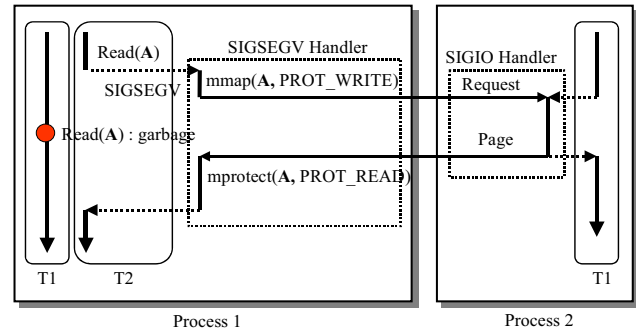 Read(A)
SIGSEGV Handler
SIGIO Handler
SIGSEGV
mmap(A, PROT_WRITE)
Request
Read(A) : garbage
Page
mprotect(A, PROT_READ)
T1
T2
T1
Process 1
Process 2